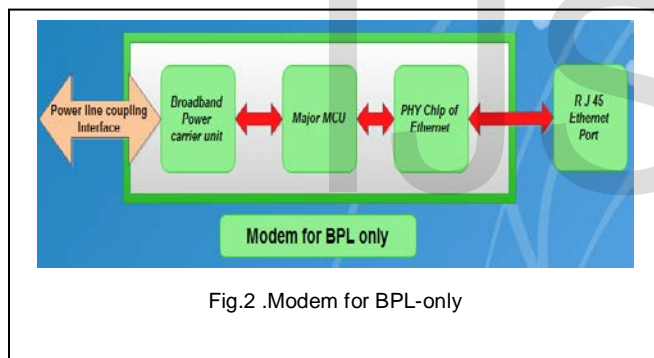 Power line coupling
Interface
Broadband
Power
carrier unit
Major MCU
PHY Chip of
Ethernet
R J 45
Ethernet
Port
Modem for BPL only
Fig.2 .Modem for BPL-only
IJS